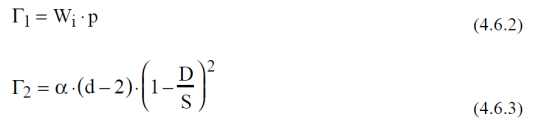 Γ₁ = Wᵢ · p
(4.6.2)
Γ₂ = α · (d − 2) · (1 − D/S)²
(4.6.3)